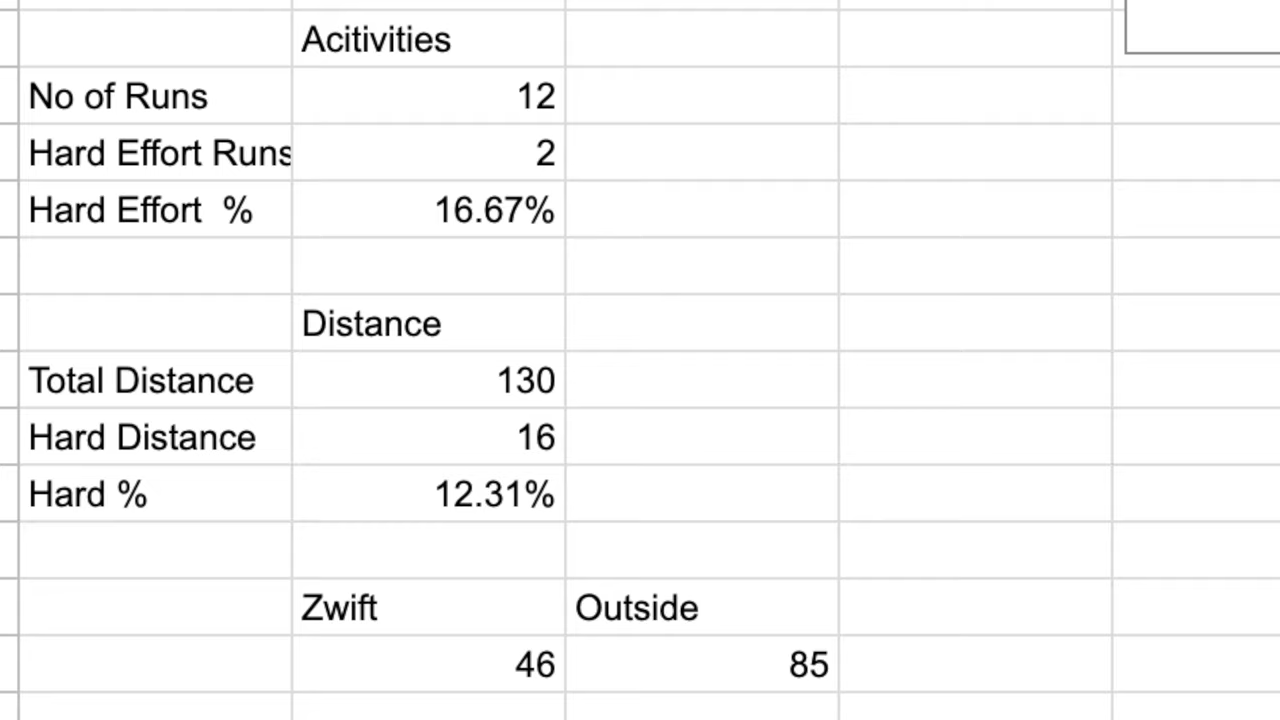 Acitivities
No of Runs 12
Hard Effort Runs 2
Hard Effort % 16.67%
Distance
Total Distance 130
Hard Distance 16
Hard % 12.31%
Zwift Outside
46 85